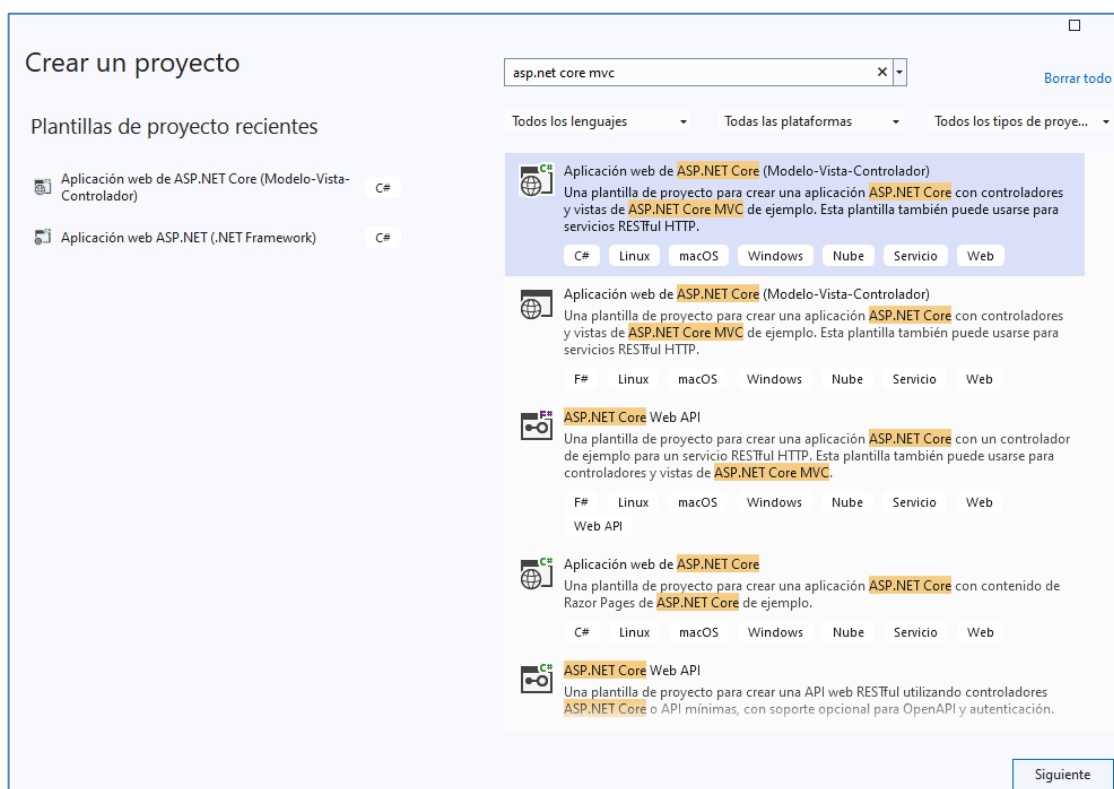 Crear un proyecto
asp.net core mvc
Borrar todo
Plantillas de proyecto recientes
Todos los lenguajes
Todas las plataformas
Todos los tipos de proye...
Aplicación web de ASP.NET Core (Modelo-Vista-
Controlador)
C#
Aplicación web ASP.NET (.NET Framework)
C#
C#
Aplicación web de ASP.NET Core (Modelo-Vista-Controlador)
Una plantilla de proyecto para crear una aplicación ASP.NET Core con controladores
y vistas de ASP.NET Core MVC de ejemplo. Esta plantilla también puede usarse para
servicios RESTful HTTP.
C# Linux macOS Windows Nube Servicio Web
Aplicación web de ASP.NET Core (Modelo-Vista-Controlador)
Una plantilla de proyecto para crear una aplicación ASP.NET Core con controladores
y vistas de ASP.NET Core MVC de ejemplo. Esta plantilla también puede usarse para
servicios RESTful HTTP.
F# Linux macOS Windows Nube Servicio Web
F#
ASP.NET Core Web API
Una plantilla de proyecto para crear una aplicación ASP.NET Core con un controlador
de ejemplo para un servicio RESTful HTTP. Esta plantilla también puede usarse para
controladores y vistas de ASP.NET Core MVC.
F# Linux macOS Windows Nube Servicio Web
Web API
C#
Aplicación web de ASP.NET Core
Una plantilla de proyecto para crear una aplicación ASP.NET Core con contenido de
Razor Pages de ASP.NET Core de ejemplo.
C# Linux macOS Windows Nube Servicio Web
C#
ASP.NET Core Web API
Una plantilla de proyecto para crear una API web RESTful utilizando controladores
ASP.NET Core o API mínimas, con soporte opcional para OpenAPI y autenticación.
Siguiente